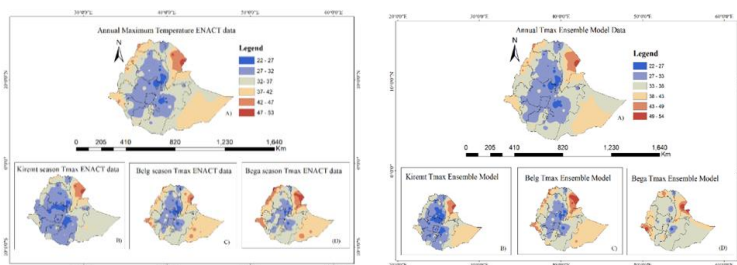 Annual Maximum Temperature ENACT data
N
Legend
22 - 27
27 - 32
32 - 37
37 - 42
42 - 47
47 - 53
A)
0 205 410 820 1,230 1,640
Km
Kiremt season Tmax ENACT data
B)
Belg season Tmax ENACT data
C)
Bega season Tmax ENACT data
(D)
Annual Tmax Ensemble Model Data
N
Legend
22 - 27
27 - 33
33 - 38
38 - 43
43 - 49
49 - 54
A)
0 205 410 820 1,230 1,640
Km
Kiremt Tmax Ensemble Model
B)
Belg Tmax Ensemble Model
C)
Bega Tmax Ensemble Model
(D)